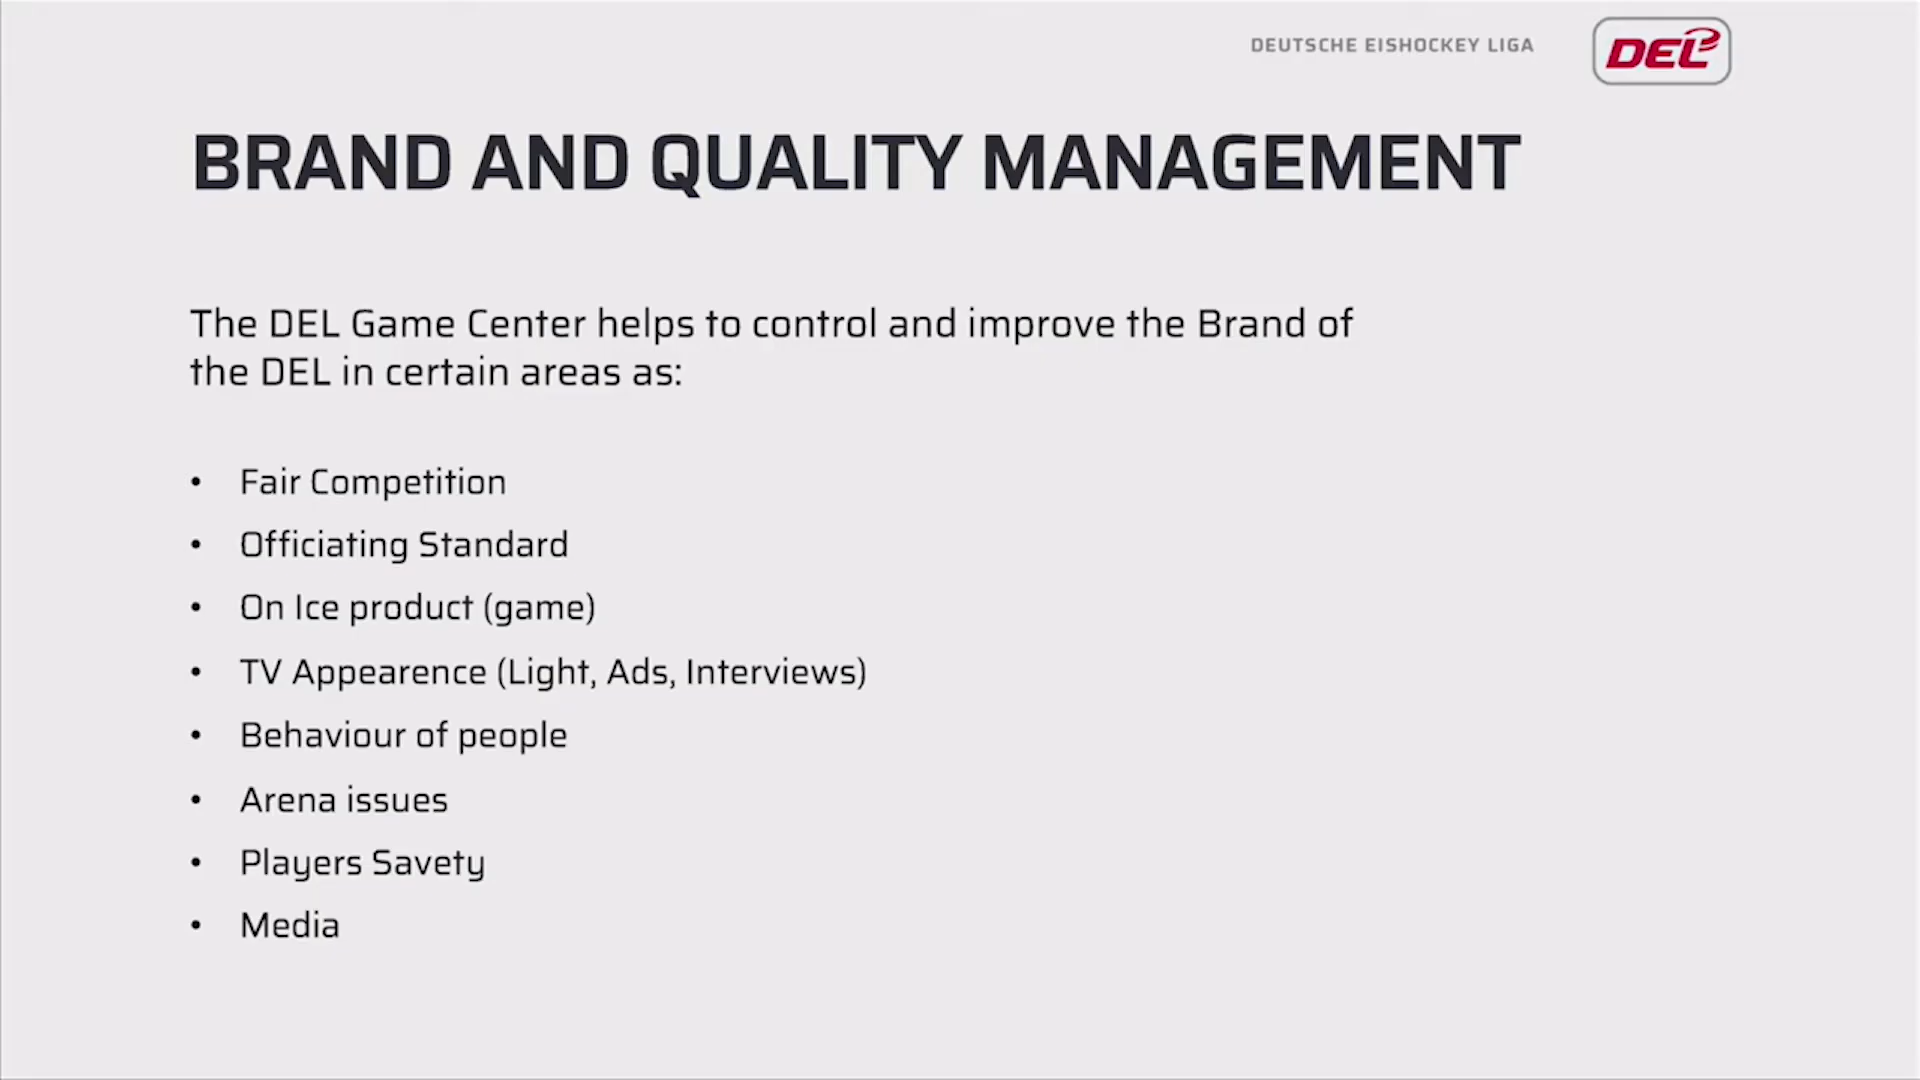 DEUTSCHE EISHOCKEY LIGA
DEL
BRAND AND QUALITY MANAGEMENT
The DEL Game Center helps to control and improve the Brand of
the DEL in certain areas as:
• Fair Competition
• Officiating Standard
• On Ice product (game)
• TV Appearence (Light, Ads, Interviews)
• Behaviour of people
• Arena issues
• Players Savety
• Media